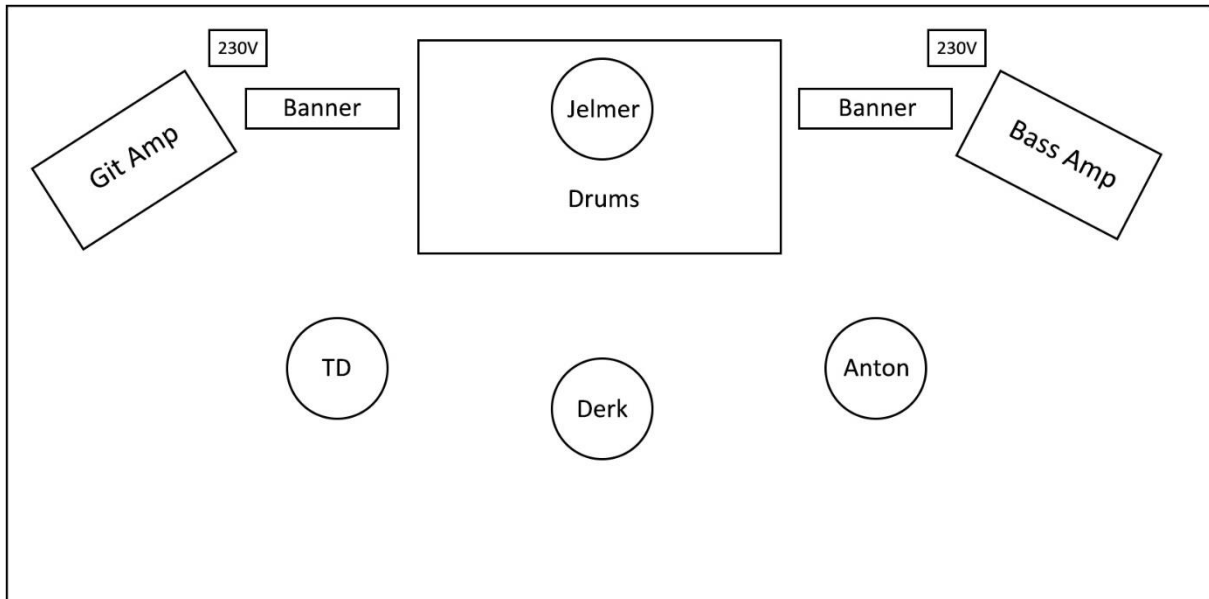 230V
230V
Banner
Jelmer
Banner
Git Amp
Bass Amp
Drums
TD
Derk
Anton